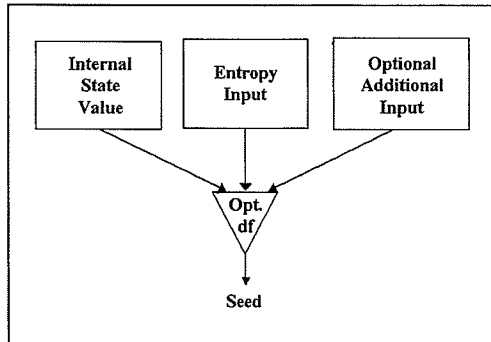 Internal
State
Value
Entropy
Input
Optional
Additional
Input
Opt.
df
Seed